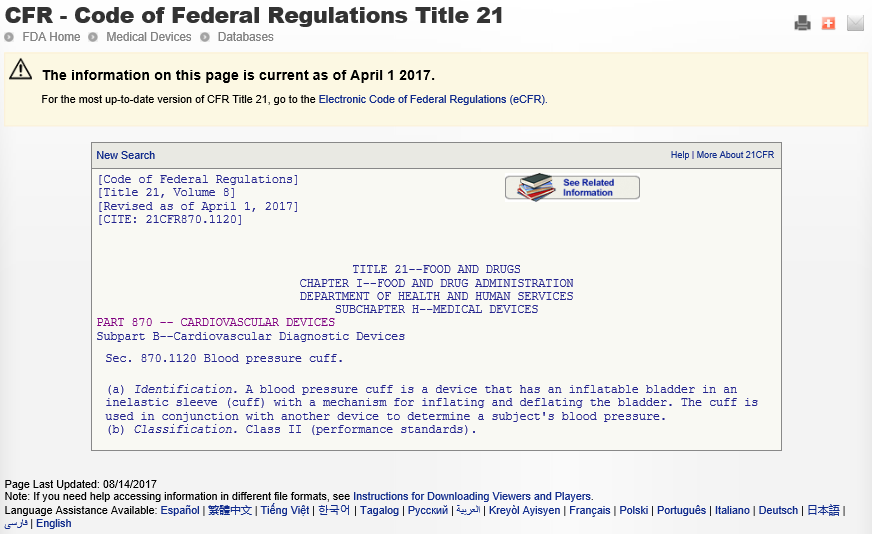 CFR - Code of Federal Regulations Title 21
FDA Home Medical Devices Databases
The information on this page is current as of April 1 2017.
For the most up-to-date version of CFR Title 21, go to the Electronic Code of Federal Regulations (eCFR).
New Search
Help | More About 21CFR
[Code of Federal Regulations]
[Title 21, Volume 8]
[Revised as of April 1, 2017]
[CITE: 21CFR870.1120]
See Related
Information
TITLE 21--FOOD AND DRUGS
CHAPTER I--FOOD AND DRUG ADMINISTRATION
DEPARTMENT OF HEALTH AND HUMAN SERVICES
SUBCHAPTER H--MEDICAL DEVICES
PART 870 -- CARDIOVASCULAR DEVICES
Subpart B--Cardiovascular Diagnostic Devices
Sec. 870.1120 Blood pressure cuff.
(a) Identification. A blood pressure cuff is a device that has an inflatable bladder in an
inelastic sleeve (cuff) with a mechanism for inflating and deflating the bladder. The cuff is
used in conjunction with another device to determine a subject's blood pressure.
(b) Classification. Class II (performance standards).
Page Last Updated: 08/14/2017
Note: If you need help accessing information in different file formats, see Instructions for Downloading Viewers and Players.
Language Assistance Available: Español | 繁體中文 | Tiếng Việt | 한국어 | Tagalog | Русский | العربية | Kreyòl Ayisyen | Français | Polski | Português | Italiano | Deutsch | 日本語 |
فارسی | English